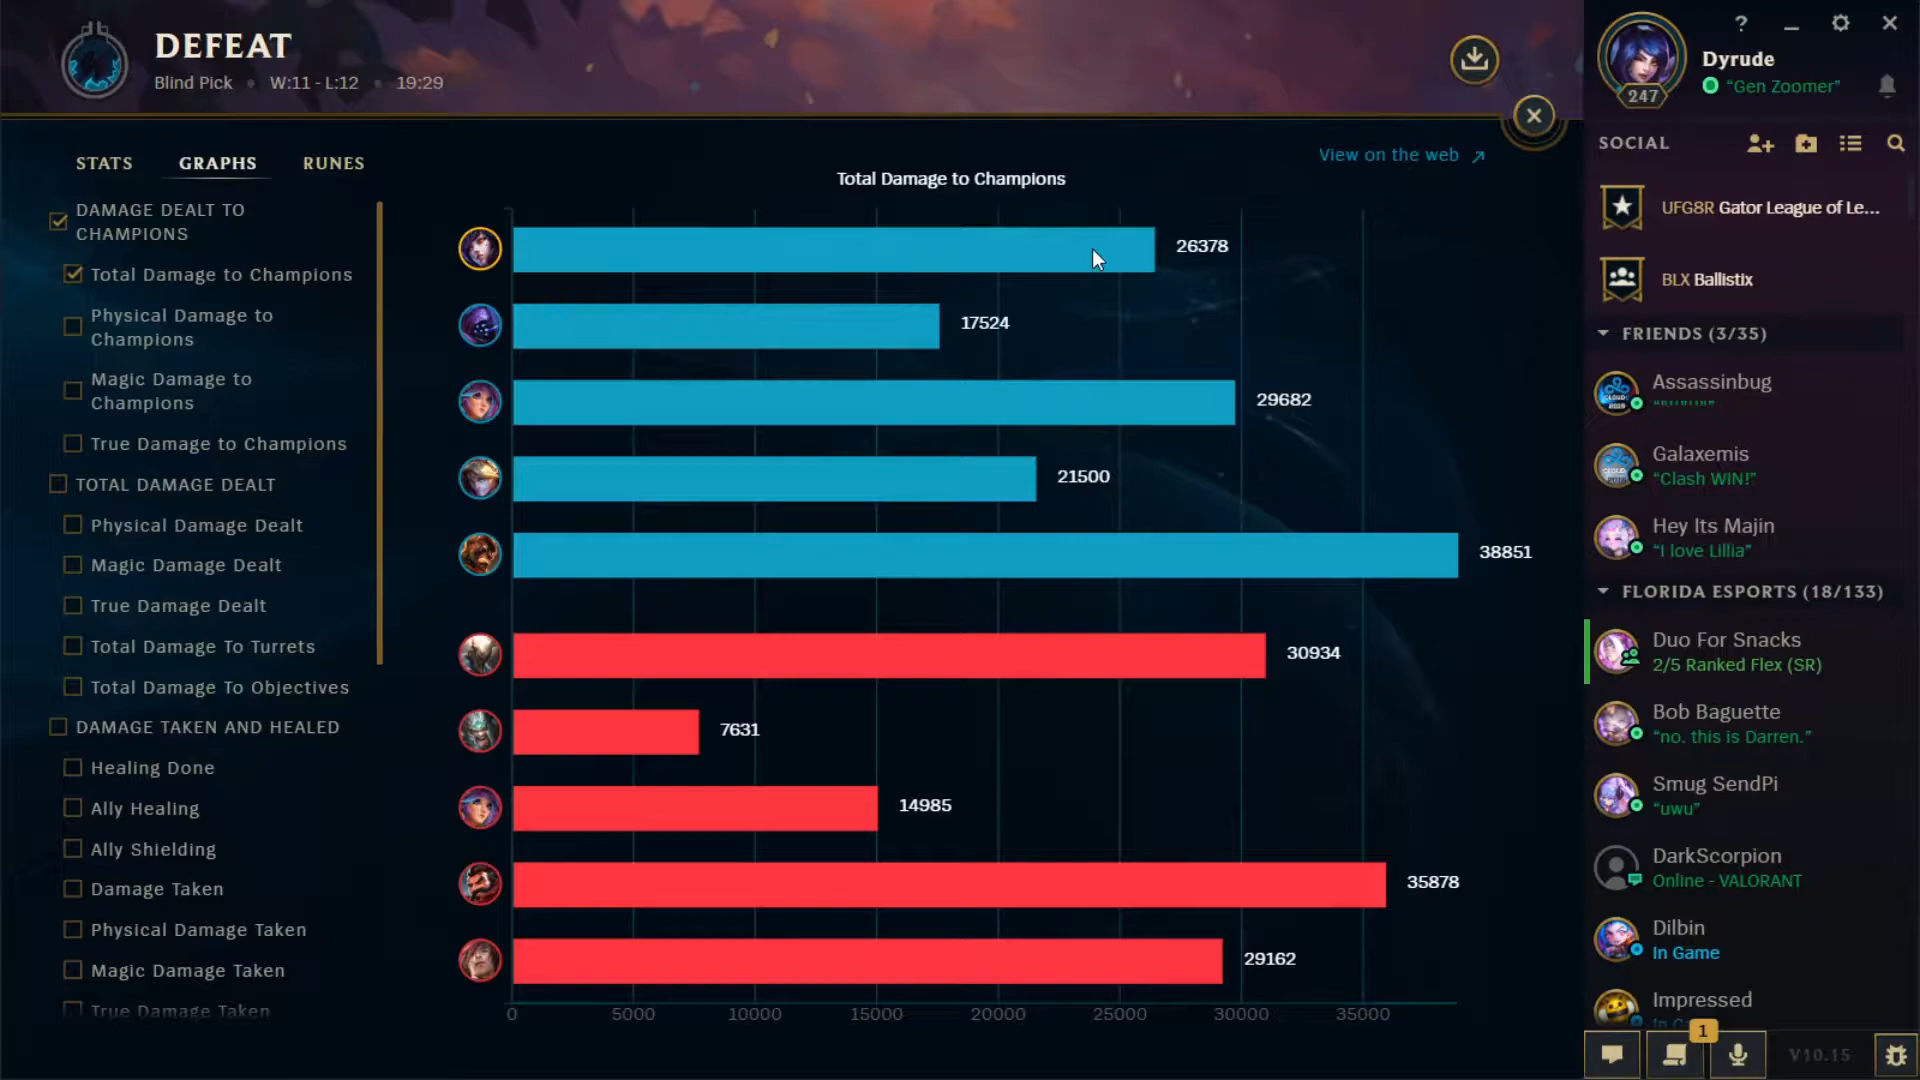 DEFEAT
Blind Pick • W:11 - L:12 • 19:29
STATS
GRAPHS
RUNES
View on the web
DAMAGE DEALT TO
CHAMPIONS
Total Damage to Champions
Physical Damage to
Champions
Magic Damage to
Champions
True Damage to Champions
TOTAL DAMAGE DEALT
Physical Damage Dealt
Magic Damage Dealt
True Damage Dealt
Total Damage To Turrets
Total Damage To Objectives
DAMAGE TAKEN AND HEALED
Healing Done
Ally Healing
Ally Shielding
Damage Taken
Physical Damage Taken
Magic Damage Taken
True Damage Taken
Total Damage to Champions
26378
17524
29682
21500
38851
30934
7631
14985
35878
29162
0
5000
10000
15000
20000
25000
30000
35000
?
247
Dyrude
“Gen Zoomer”
SOCIAL
UFG8R Gator League of Le...
BLX Ballistix
FRIENDS (3/35)
Assassinbug
Galaxemis
“Clash WIN!”
Hey Its Majin
“I love Lillia”
FLORIDA ESPORTS (18/133)
Duo For Snacks
2/5 Ranked Flex (SR)
Bob Baguette
“no. this is Darren.”
Smug SendPi
“uwu”
DarkScorpion
Online - VALORANT
Dilbin
In Game
Impressed
1
V10.15